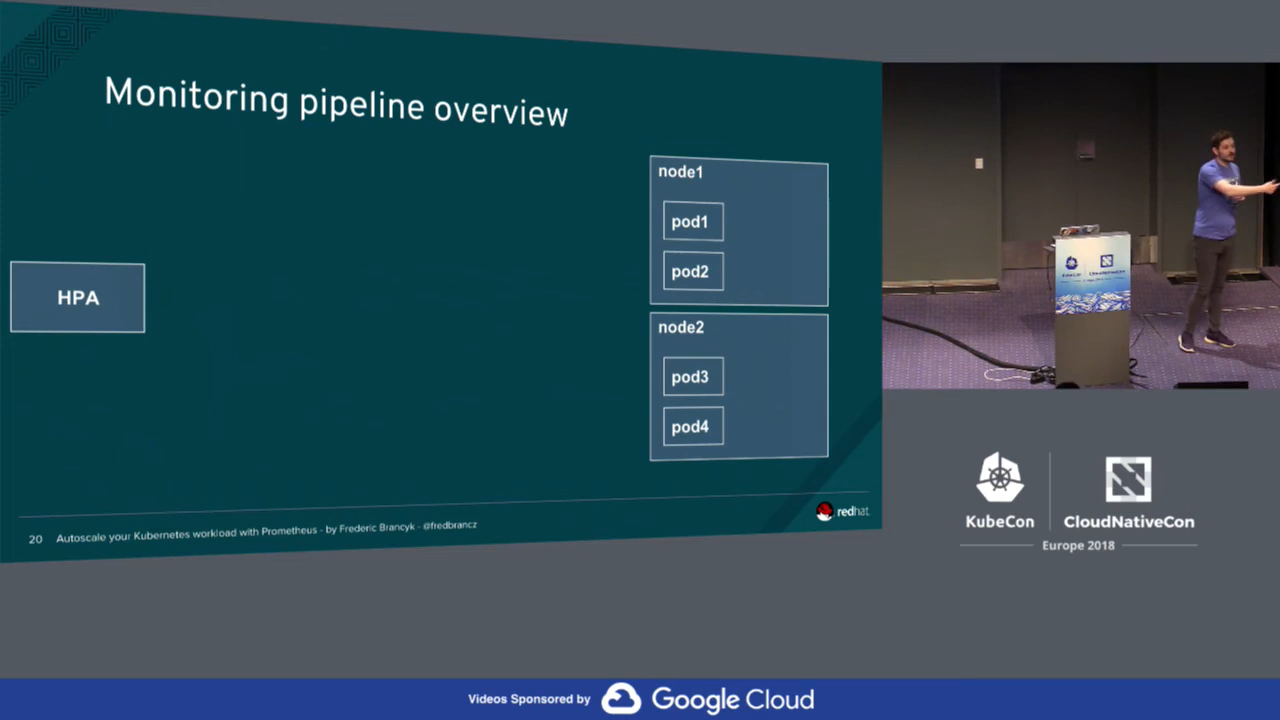 Monitoring pipeline overview
HPA
node1
pod1
pod2
node2
pod3
pod4
20 Autoscale your Kubernetes workload with Prometheus - by Frederic Brancyk - @fredbrancz
redhat.
KubeCon
CloudNativeCon
Europe 2018
Videos Sponsored by Google Cloud